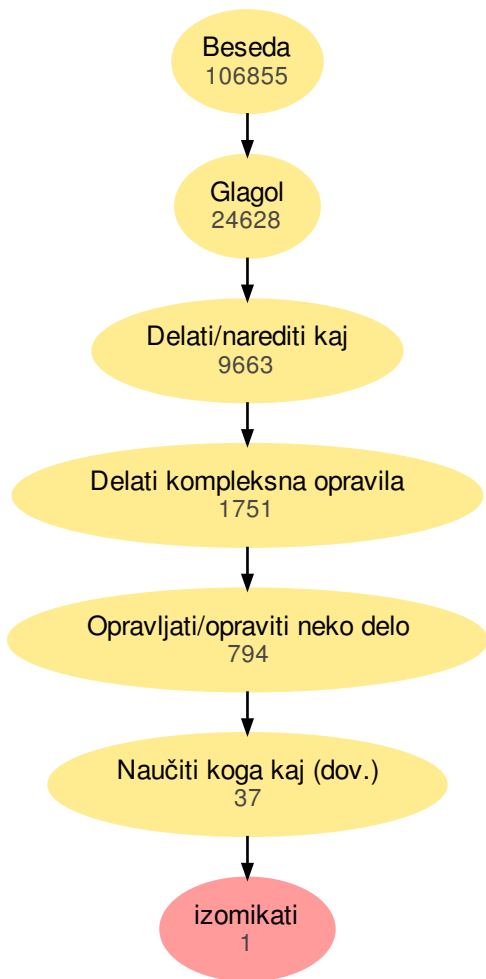 Beseda
106855
Glagol
24628
Delati/narediti kaj
9663
Delati kompleksna opravila
1751
Opravljati/opraviti neko delo
794
Naučiti koga kaj (dov.)
37
izomikati
1